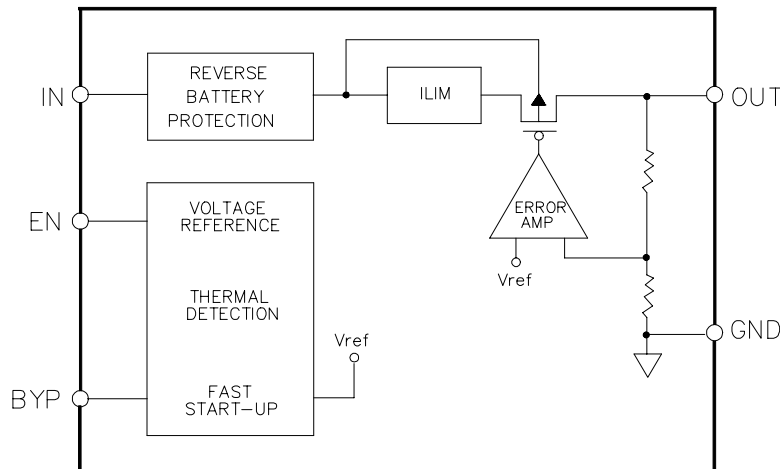 REVERSE
BATTERY
PROTECTION
IN
ILIM
OUT
ERROR
AMP
Vref
EN
VOLTAGE
REFERENCE
THERMAL
DETECTION
Vref
GND
BYP
FAST
START-UP